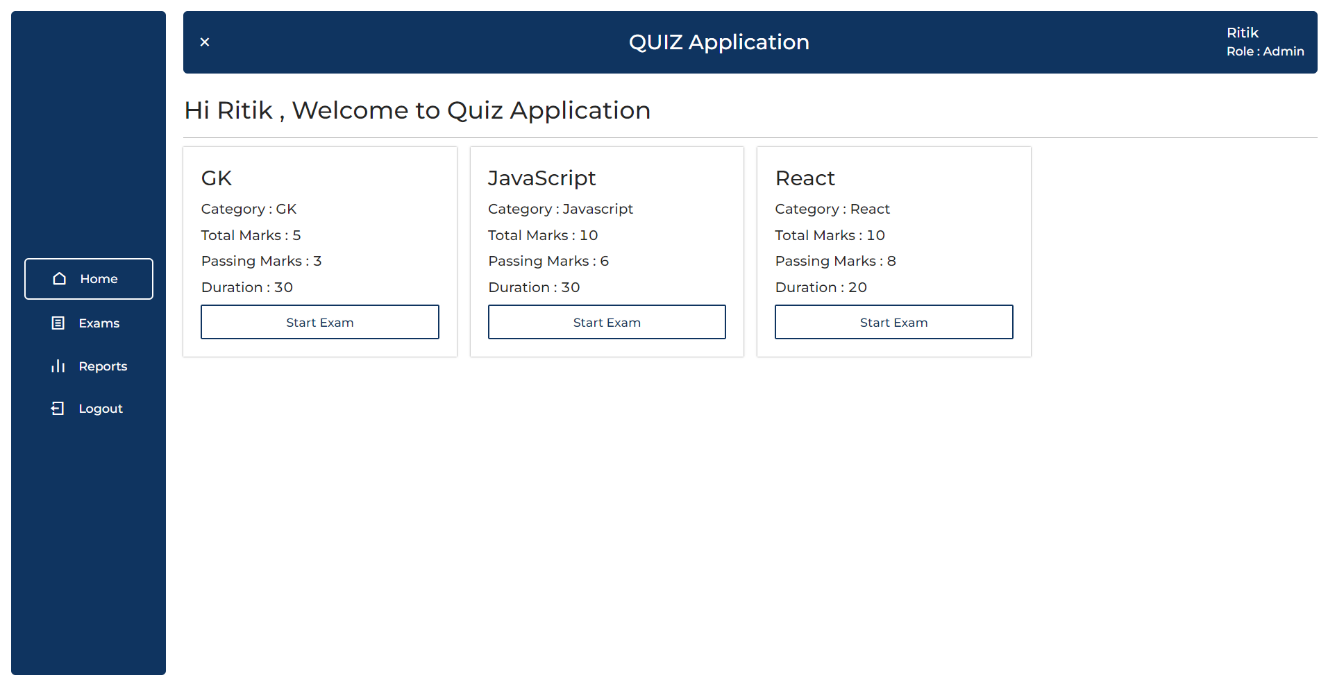 QUIZ Application
Ritik
Role : Admin
Home
Exams
Reports
Logout
Hi Ritik , Welcome to Quiz Application
GK
Category : GK
Total Marks : 5
Passing Marks : 3
Duration : 30
Start Exam
JavaScript
Category : Javascript
Total Marks : 10
Passing Marks : 6
Duration : 30
Start Exam
React
Category : React
Total Marks : 10
Passing Marks : 8
Duration : 20
Start Exam